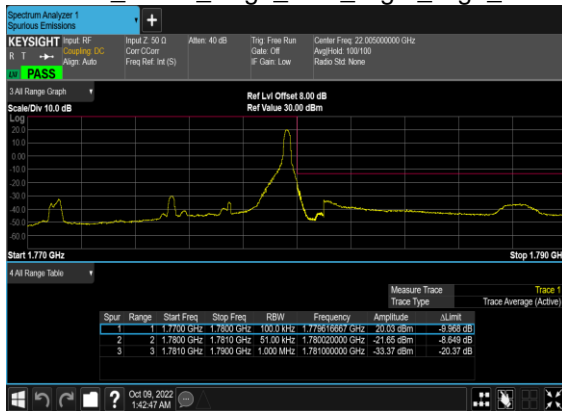 Spectrum Analyzer 1
Spurious Emissions
+
KEYSIGHT Input: RF Input Z: 50 Ω Atten: 40 dB Trig: Free Run Center Freq: 22.005000000 GHz
R T Coupling: DC Corr CCorr Gate: Off Avg|Hold: 100/100
Align: Auto Freq Ref: Int (S) IF Gain: Low Radio Std: None
PASS
3 All Range Graph
Ref Lvl Offset 8.00 dB
Scale/Div 10.0 dB Ref Value 30.00 dBm
Log
20.0
10.0
0.00
-10.0
-20.0
-30.0
-40.0
-50.0
-60.0
Start 1.770 GHz Stop 1.790 GH
4 All Range Table
Measure Trace Trace 1
Trace Type Trace Average (Active)
Spur Range Start Freq Stop Freq RBW Frequency Amplitude ΔLimit
1 1 1.7700 GHz 1.7800 GHz 100.0 kHz 1.779616667 GHz 20.03 dBm -9.968 dB
2 2 1.7800 GHz 1.7810 GHz 51.00 kHz 1.780020000 GHz -21.65 dBm -8.649 dB
3 3 1.7810 GHz 1.7900 GHz 1.000 MHz 1.781000000 GHz -33.37 dBm -20.37 dB
? Oct 09, 2022
1:42:47 AM